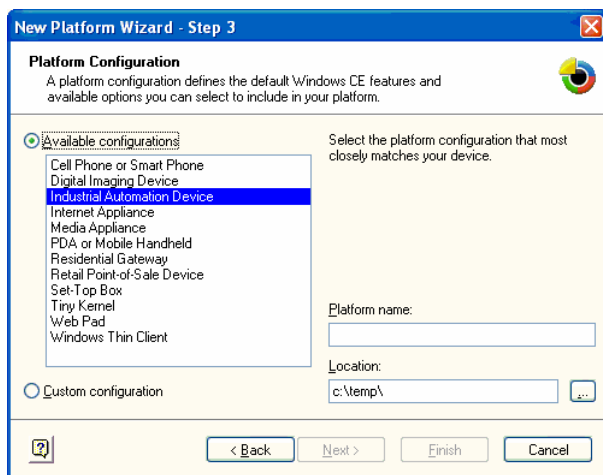 New Platform Wizard - Step 3
Platform Configuration
A platform configuration defines the default Windows CE features and
available options you can select to include in your platform.
Available configurations
Cell Phone or Smart Phone
Digital Imaging Device
Industrial Automation Device
Internet Appliance
Media Appliance
PDA or Mobile Handheld
Residential Gateway
Retail Point-of-Sale Device
Set-Top Box
Tiny Kernel
Web Pad
Windows Thin Client
Custom configuration
Select the platform configuration that most
closely matches your device.
Platform name:
Location:
c:\temp\
...
?
< Back
Next >
Finish
Cancel